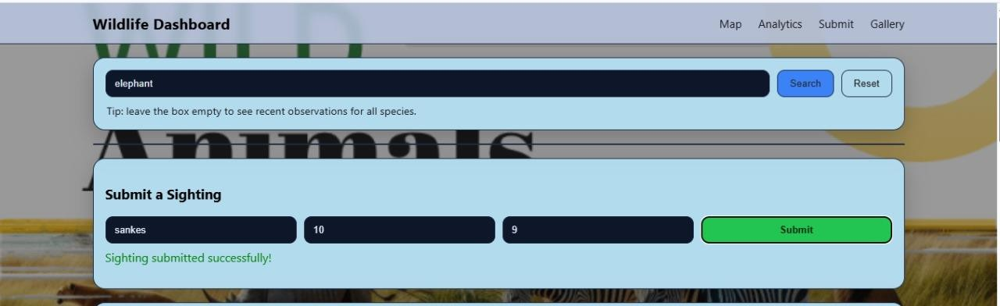 Wildlife Dashboard
Map Analytics Submit Gallery
WILD
elephant
Search
Reset
Tip: leave the box empty to see recent observations for all species.
Animals
Submit a Sighting
sankes
10
9
Submit
Sighting submitted successfully!